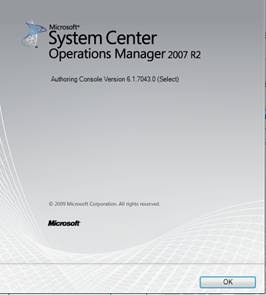 Microsoft®
System Center
Operations Manager 2007 R2
Authoring Console Version 6.1.7043.0 (Select)
© 2009 Microsoft Corporation. All rights reserved.
Microsoft
OK